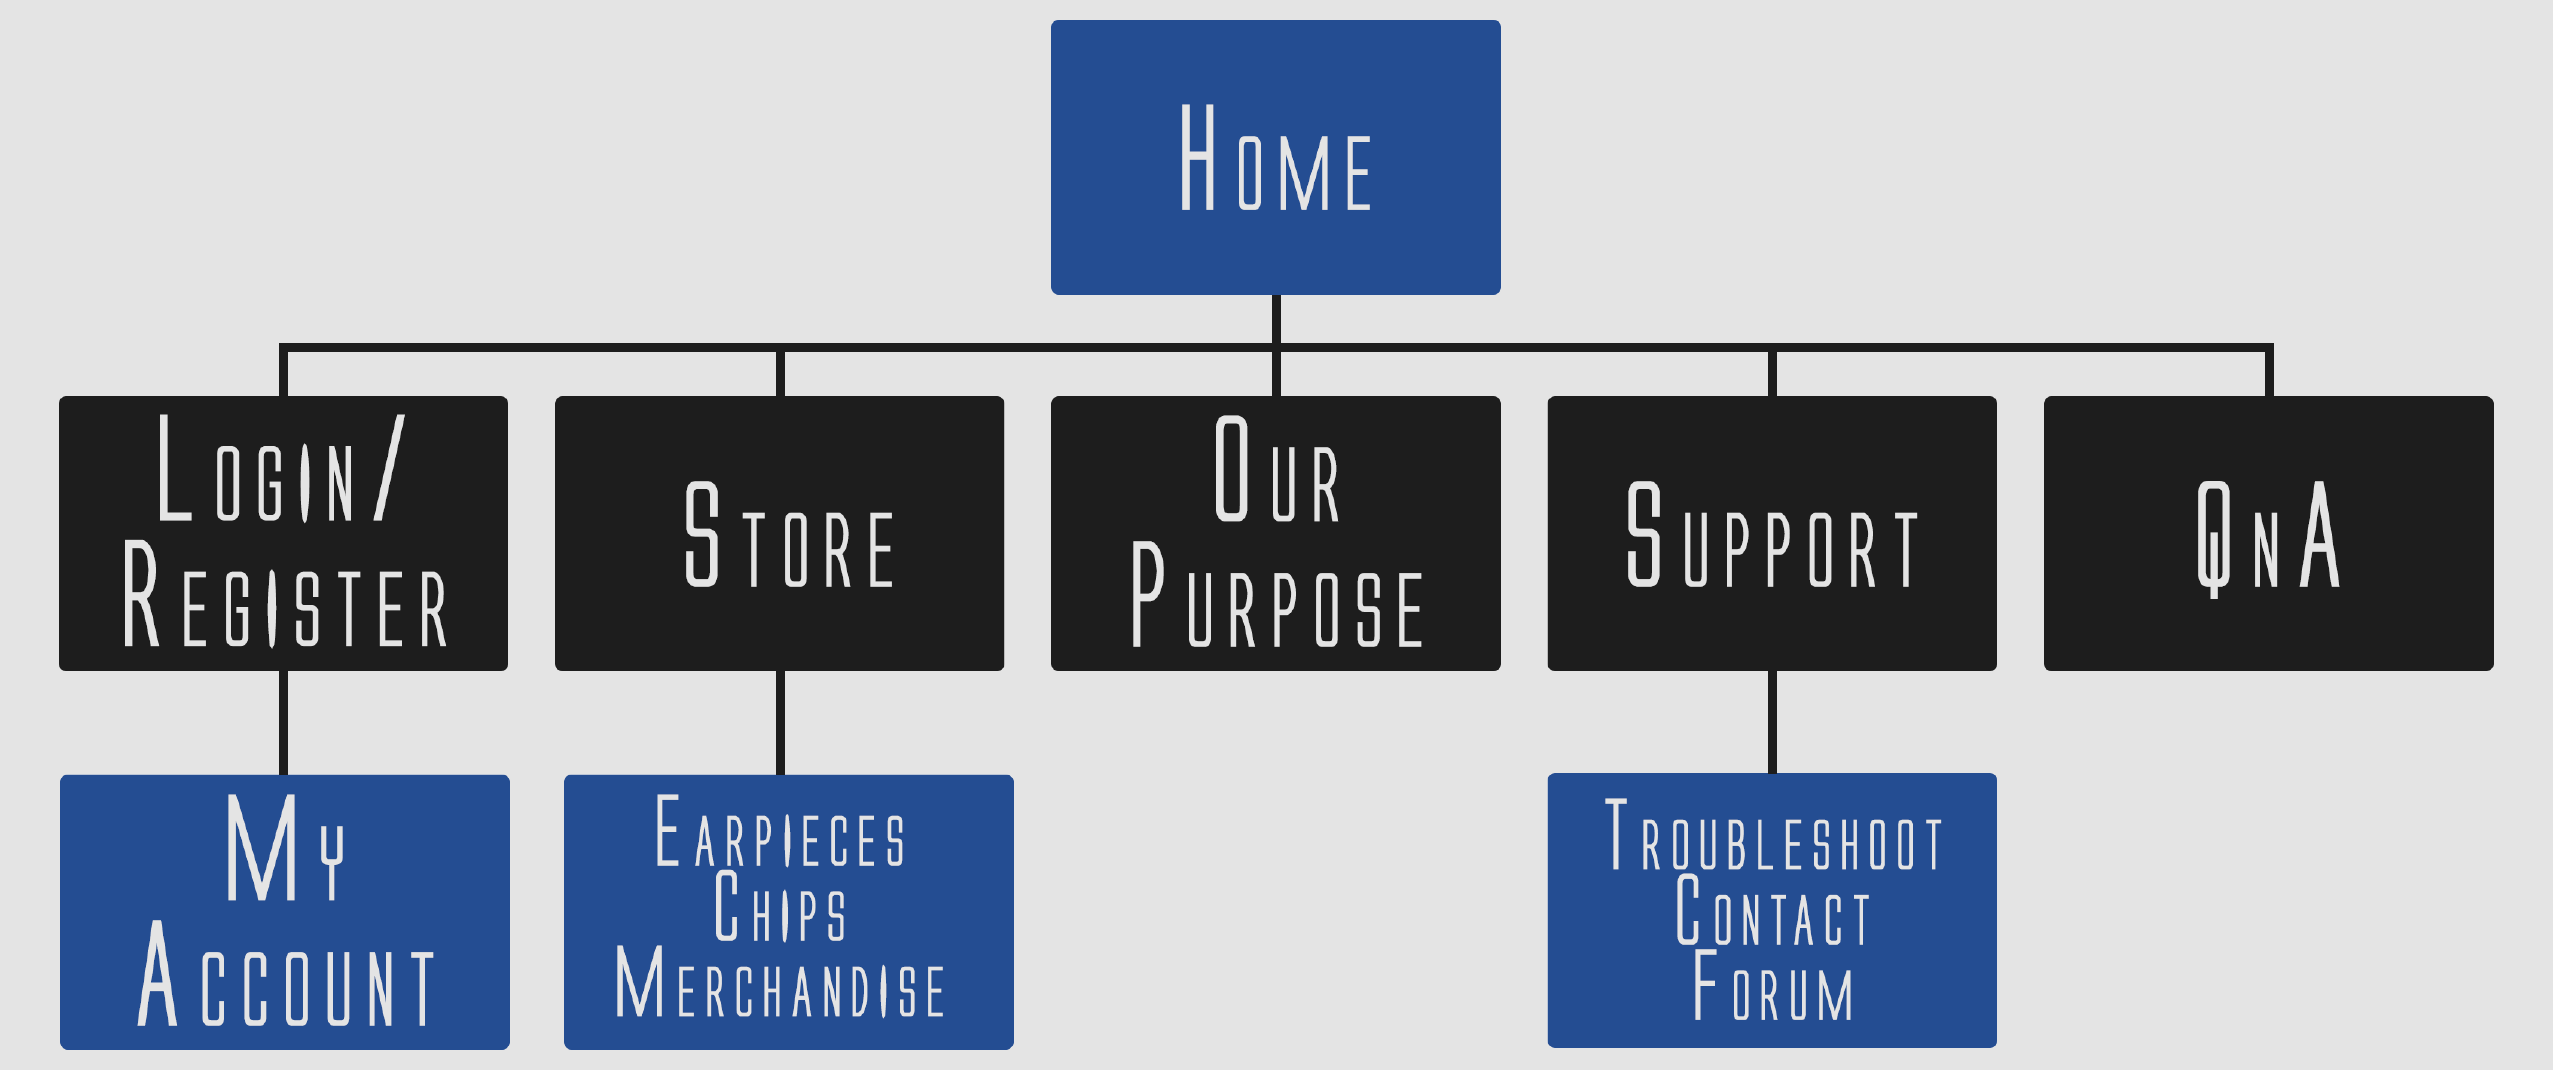 Home
Login/
Register
Store
Our
Purpose
Support
QnA
My
Account
Earpieces
Chips
Merchandise
Troubleshoot
Contact
Forum